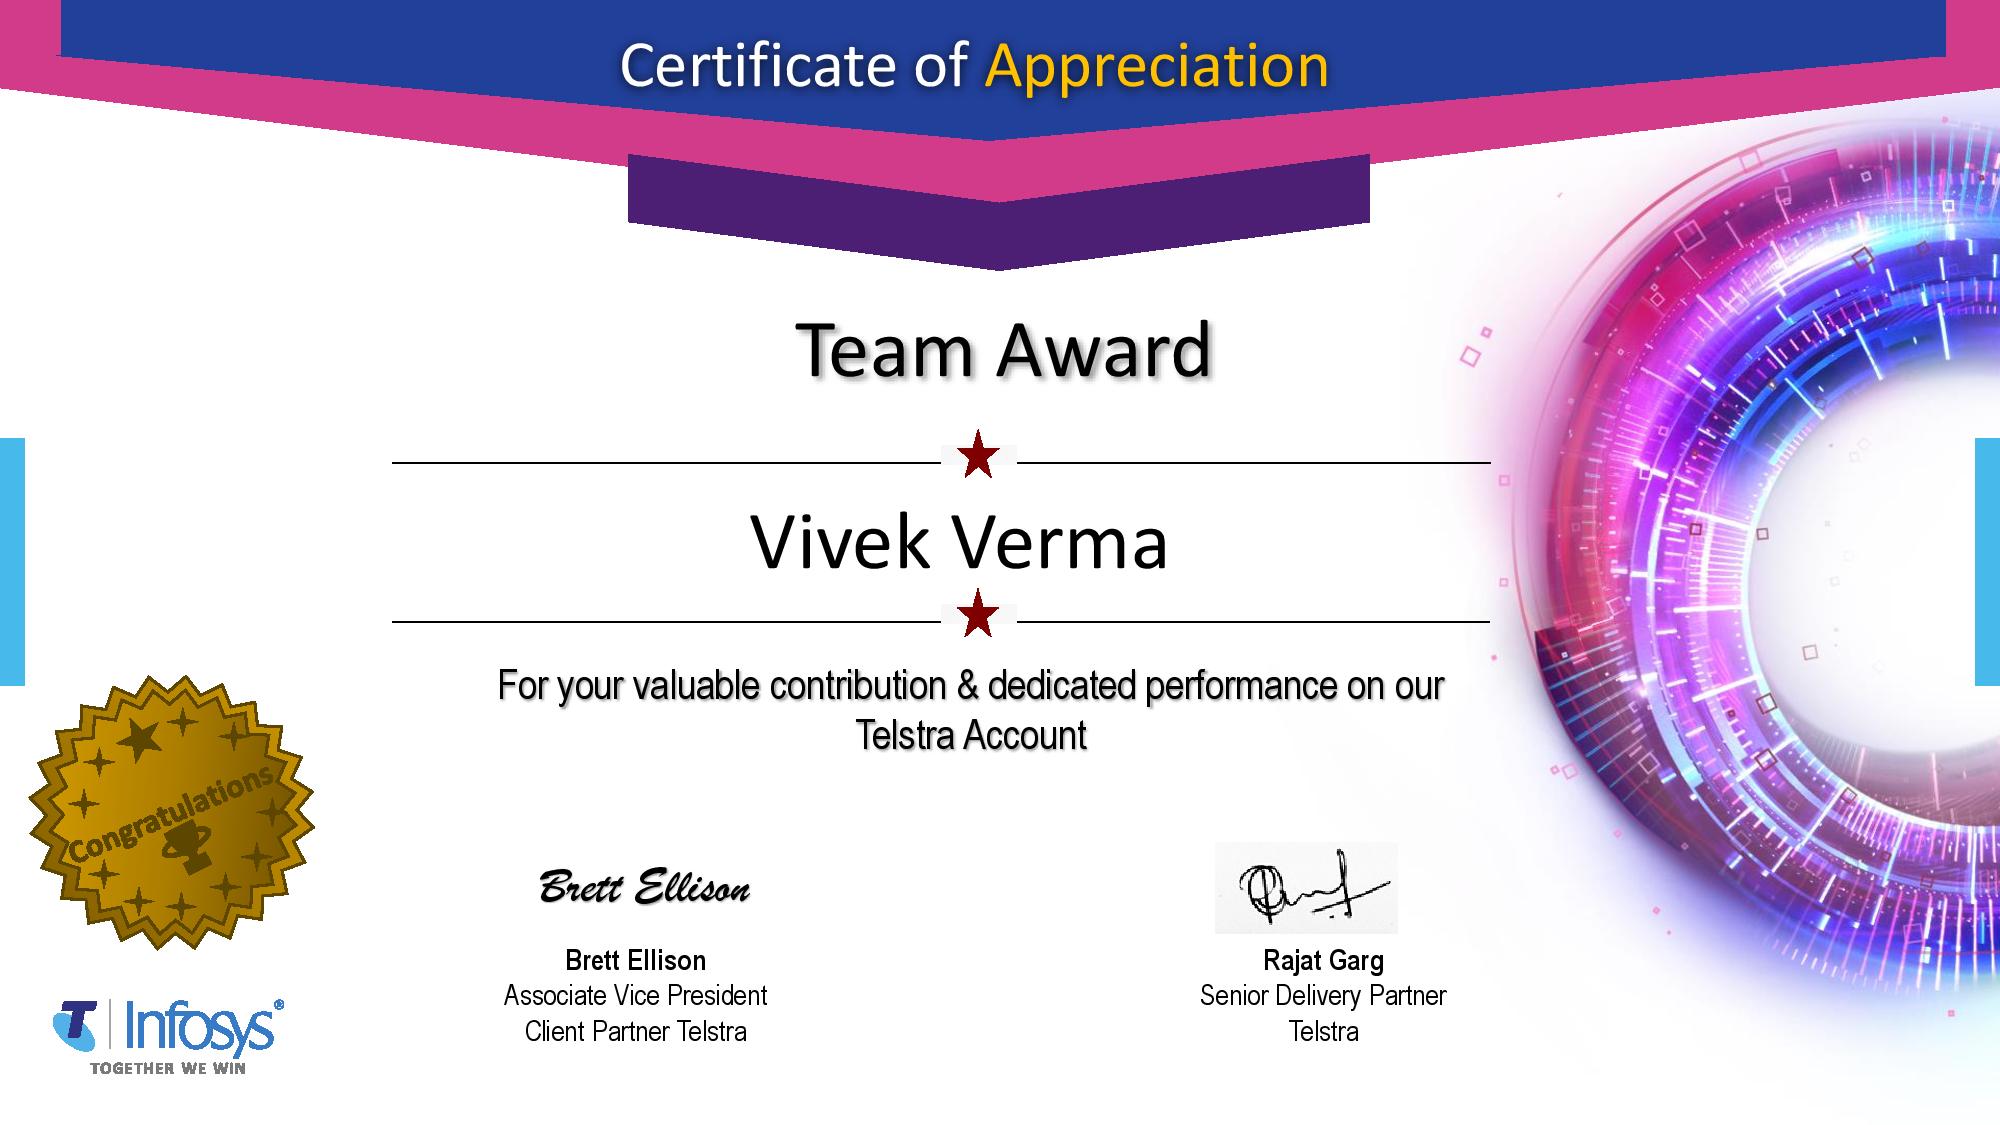 Certificate of Appreciation
Team Award
Vivek Verma
For your valuable contribution & dedicated performance on our
Telstra Account
Congratulations
Brett Ellison
Brett Ellison
Associate Vice President
Client Partner Telstra
Rajat Garg
Senior Delivery Partner
Telstra
T Infosys®
TOGETHER WE WIN